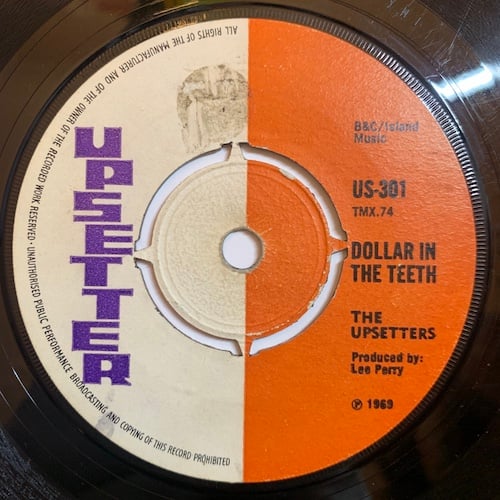 ALL RIGHTS OF THE MANUFACTURER AND OF THE OWNER OF THE RECORDED WORK RESERVED · UNAUTHORISED PUBLIC PERFORMANCE BROADCASTING AND COPYING OF THIS RECORD PROHIBITED
UPSETTER
B&C/Island
Music
US-301
TMX.74
DOLLAR IN
THE TEETH
THE
UPSETTERS
Produced by:
Lee Perry
℗ 1969